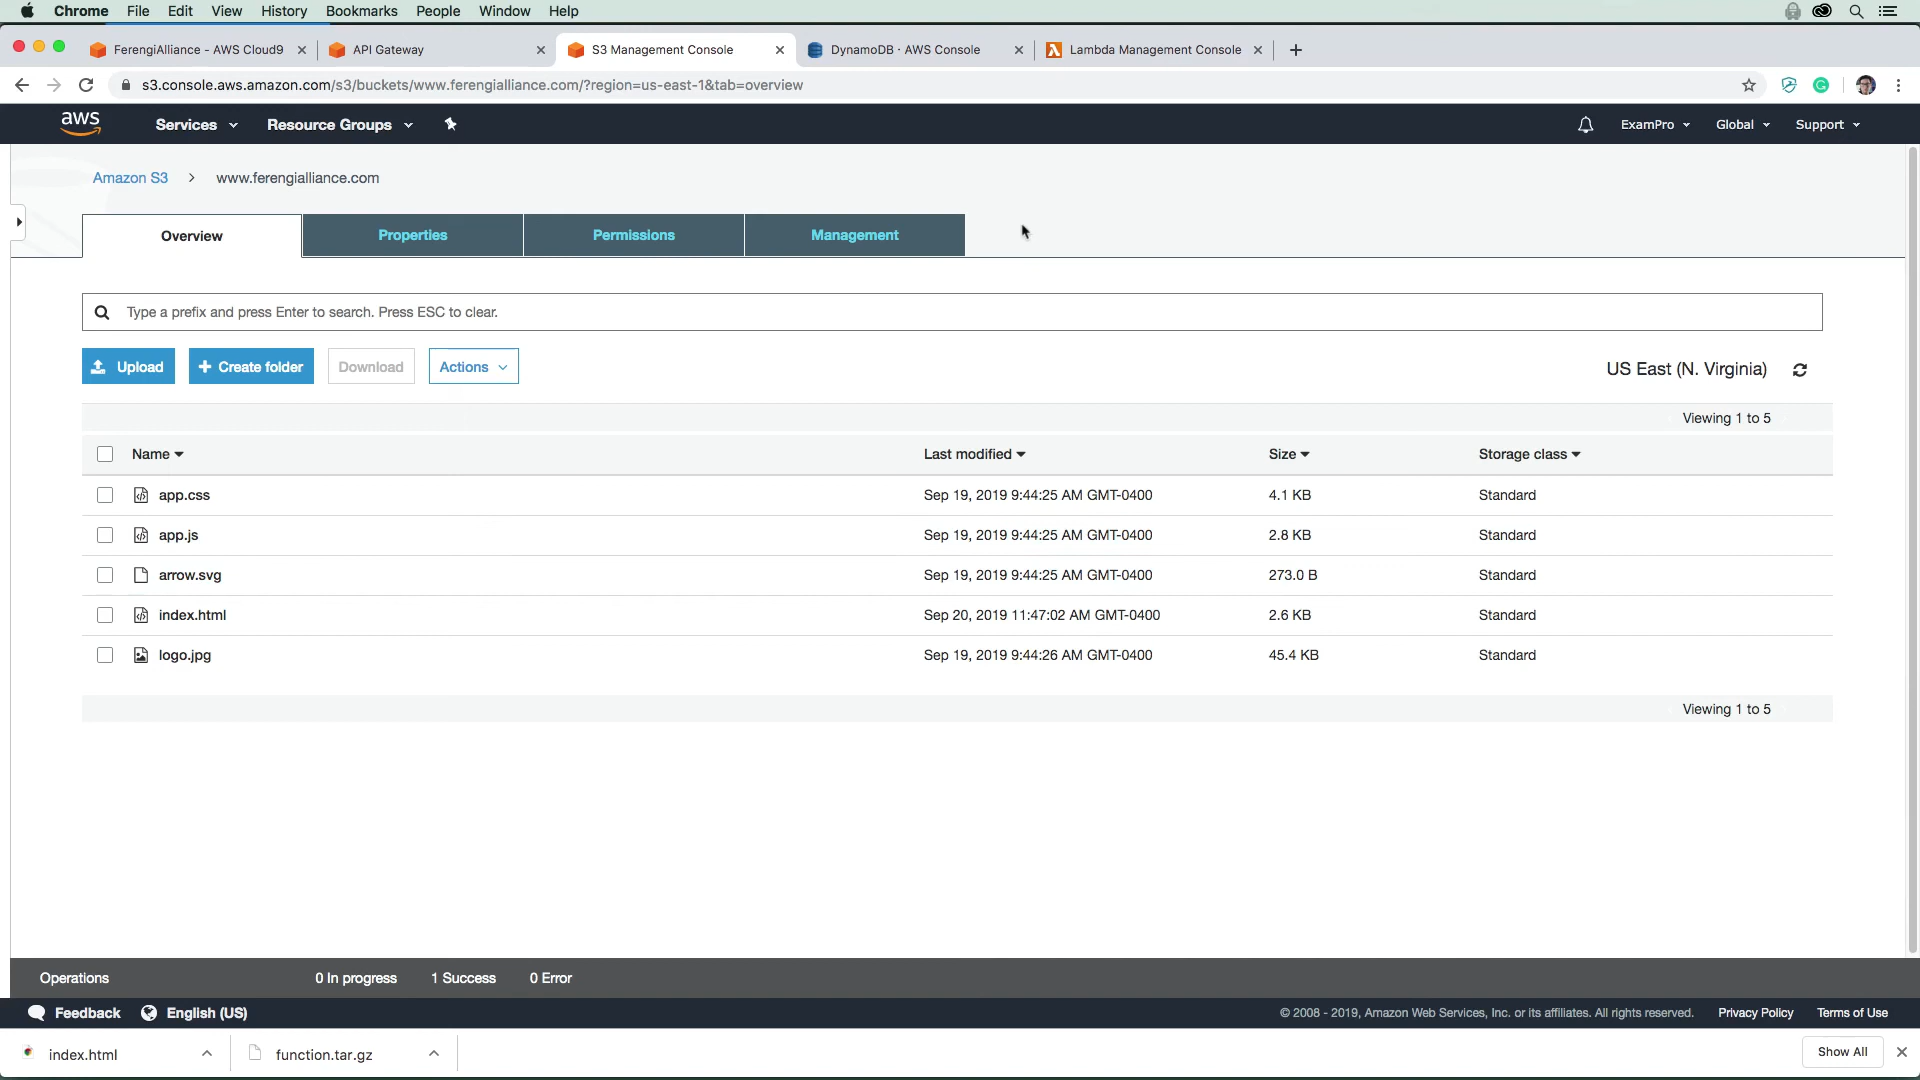 Chrome File Edit View History Bookmarks People Window Help
FerengiAlliance - AWS Cloud9 API Gateway S3 Management Console DynamoDB · AWS Console Lambda Management Console
s3.console.aws.amazon.com/s3/buckets/www.ferengialliance.com/?region=us-east-1&tab=overview
aws Services Resource Groups ExamPro Global Support
Amazon S3 > www.ferengialliance.com
Overview Properties Permissions Management
Type a prefix and press Enter to search. Press ESC to clear.
Upload + Create folder Download Actions US East (N. Virginia)
Viewing 1 to 5
Name Last modified Size Storage class
app.css Sep 19, 2019 9:44:25 AM GMT-0400 4.1 KB Standard
app.js Sep 19, 2019 9:44:25 AM GMT-0400 2.8 KB Standard
arrow.svg Sep 19, 2019 9:44:25 AM GMT-0400 273.0 B Standard
index.html Sep 20, 2019 11:47:02 AM GMT-0400 2.6 KB Standard
logo.jpg Sep 19, 2019 9:44:26 AM GMT-0400 45.4 KB Standard
Viewing 1 to 5
Operations 0 In progress 1 Success 0 Error
Feedback English (US) © 2008 - 2019, Amazon Web Services, Inc. or its affiliates. All rights reserved. Privacy Policy Terms of Use
index.html function.tar.gz Show All